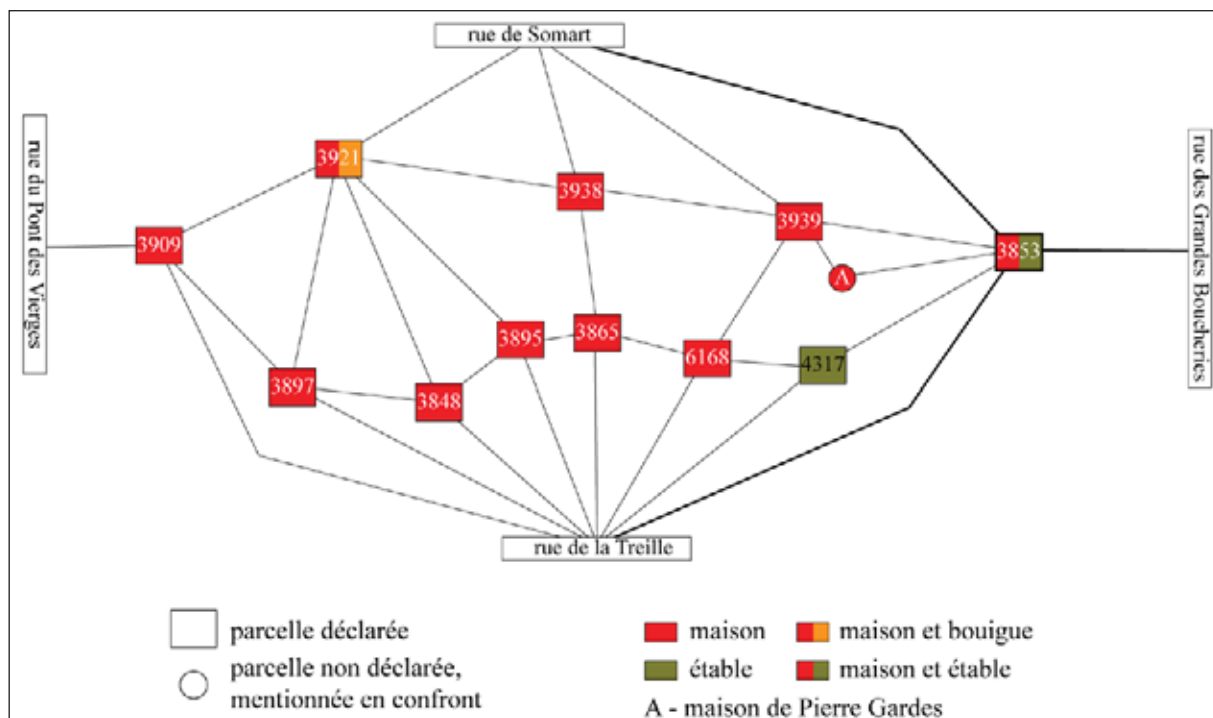 rue de Somart
rue du Pont des Vierges
rue des Grandes Boucheries
3921
3938
3939
3909
3853
A
3895
3865
6168
4317
3897
3848
rue de la Treille
parcelle déclarée
parcelle non déclarée,
mentionnée en confront
maison
maison et bouigue
étable
maison et étable
A - maison de Pierre Gardes